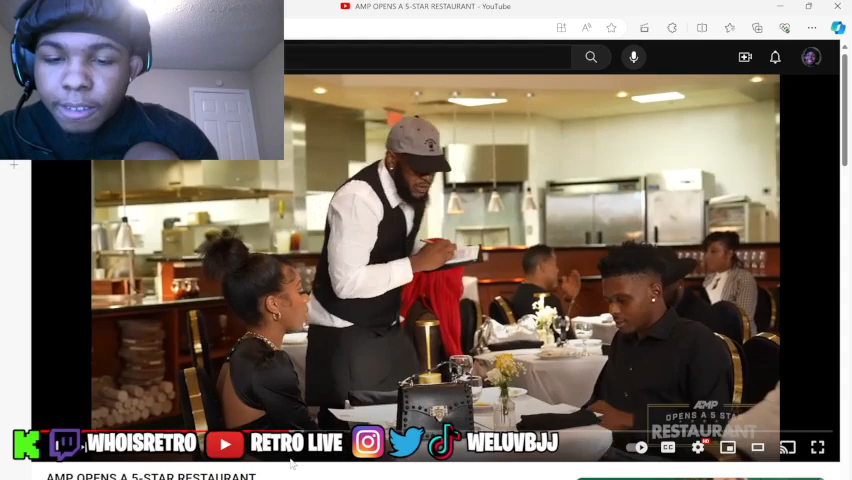 AMP OPENS A 5-STAR RESTAURANT - YouTube
AMP
OPENS A 5 STAR
RESTAURANT
WHOISRETRO RETRO LIVE WELUVBJJ
AMP OPENS A 5-STAR RESTAURANT